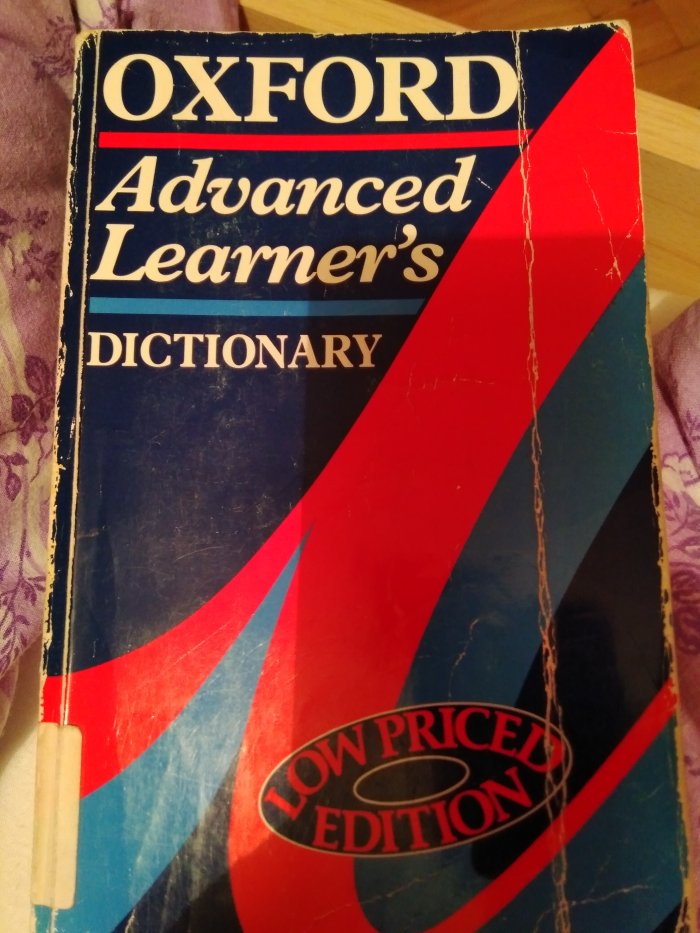 OXFORD
Advanced
Learner's
DICTIONARY
LOW PRICED
EDITION